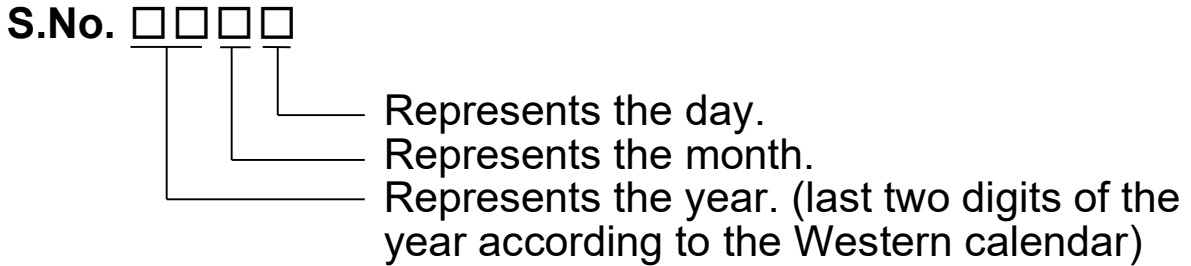 S.No. □□□□
Represents the day.
Represents the month.
Represents the year. (last two digits of the
year according to the Western calendar)